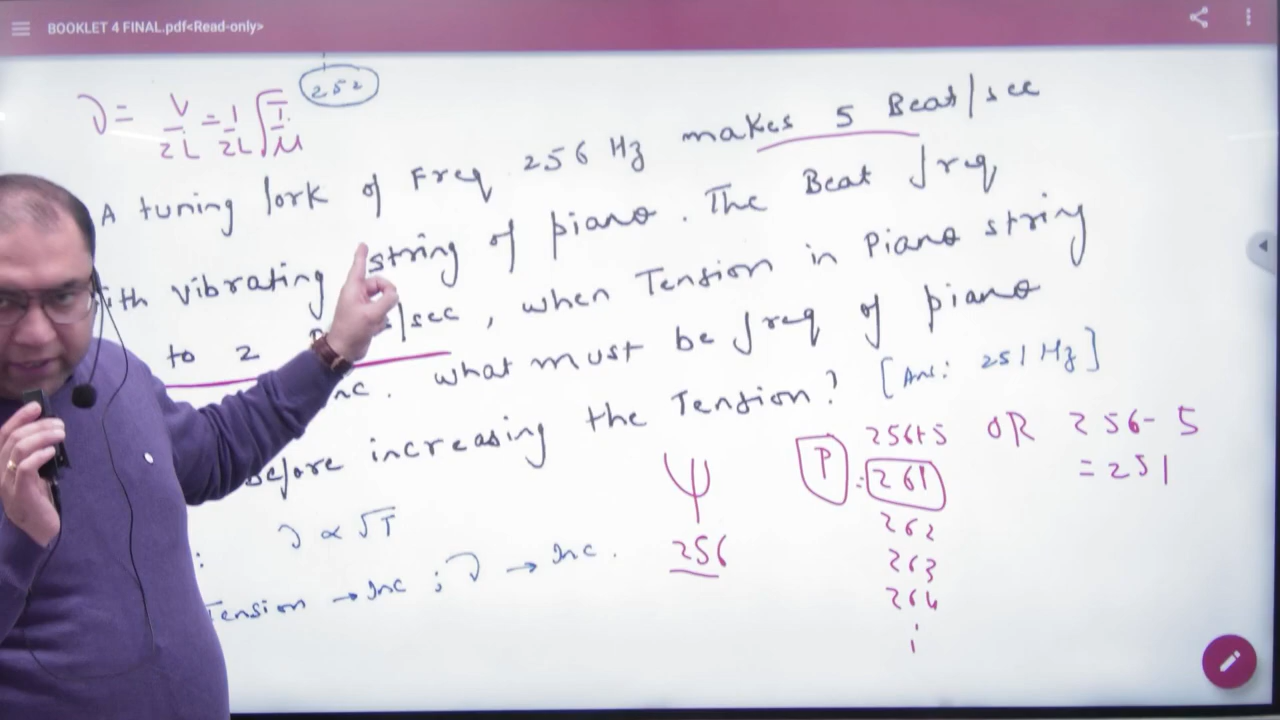 BOOKLET 4 FINAL.pdf<Read-only>
ν = V/2L = 1/2L √T/μ
252
A tuning fork of Freq 256 Hz makes 5 Beat/sec
ith vibrating string of piano. The Beat freq
to 2 /sec, when Tension in Piano string
nc. what must be freq of piano
before increasing the Tension? [Ans: 251 Hz]
256+5 OR 256-5
P : 261 = 251
262
263
264
ν ∝ √T
256
Tension → Inc ; ν → Inc.